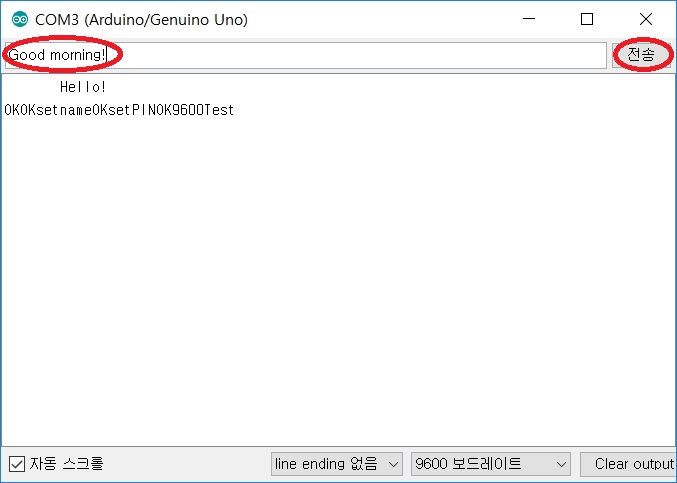 COM3 (Arduino/Genuino Uno)
Good morning! 전송
Hello!
OKOKsetnameOKsetPINOK9600Test
자동 스크롤 line ending 없음 9600 보드레이트 Clear output